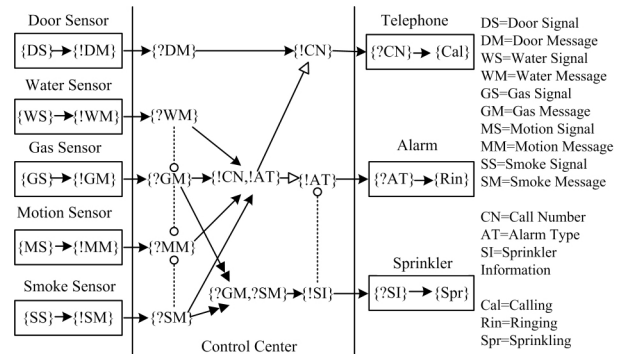 Door Sensor
{DS} {!DM}
{?DM}
{!CN}
Telephone
{?CN} {Cal}
Water Sensor
{WS} {!WM}
{?WM}
Gas Sensor
{GS} {!GM}
{?GM}
{!CN,!AT}
{!AT}
Alarm
{?AT} {Rin}
Motion Sensor
{MS} {!MM}
{?MM}
Smoke Sensor
{SS} {!SM}
{?SM}
{?GM,?SM}
{!SI}
Sprinkler
{?SI} {Spr}
Control Center
DS=Door Signal
DM=Door Message
WS=Water Signal
WM=Water Message
GS=Gas Signal
GM=Gas Message
MS=Motion Signal
MM=Motion Message
SS=Smoke Signal
SM=Smoke Message
CN=Call Number
AT=Alarm Type
SI=Sprinkler
Information
Cal=Calling
Rin=Ringing
Spr=Sprinkling